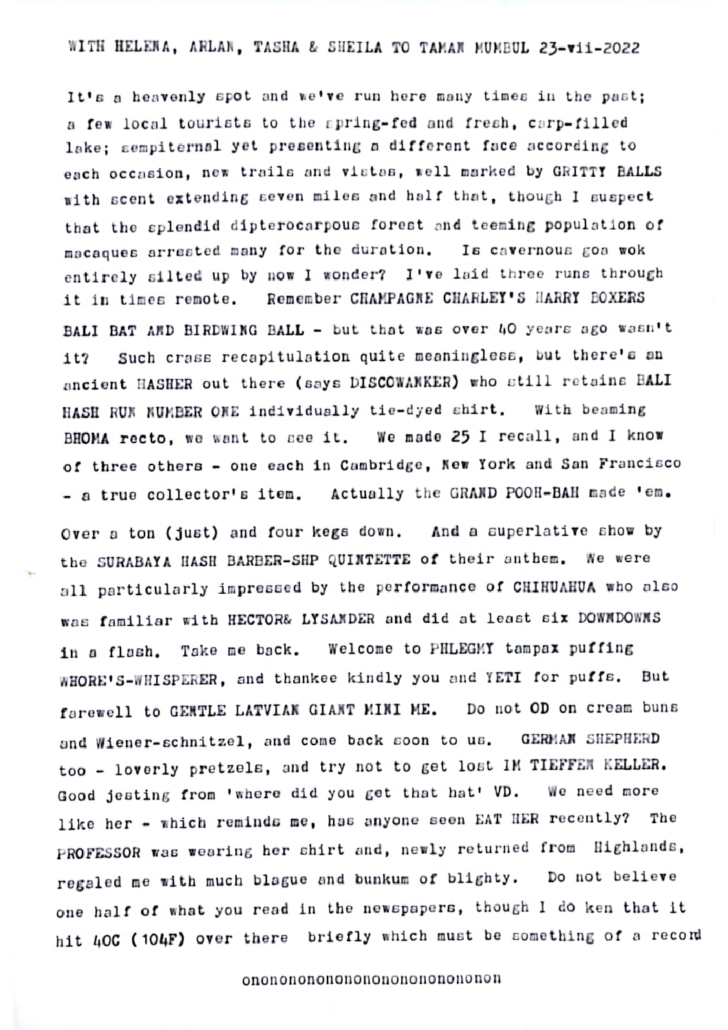 WITH HELENA, ARLAN, TASHA & SHEILA TO TAMAN MUMBUL 23-vii-2022
It's a heavenly spot and we've run here many times in the past;
a few local tourists to the spring-fed and fresh, carp-filled
lake; sempiternal yet presenting a different face according to
each occasion, new trails and vistas, well marked by GRITTY BALLS
with scent extending seven miles and half that, though I suspect
that the splendid dipterocarpous forest and teeming population of
macaques arrested many for the duration. Is cavernous goa wok
entirely silted up by now I wonder? I've laid three runs through
it in times remote. Remember CHAMPAGNE CHARLEY'S HARRY BOXERS
BALI BAT AND BIRDWING BALL - but that was over 40 years ago wasn't
it? Such crass recapitulation quite meaningless, but there's an
ancient HASHER out there (says DISCOWANKER) who still retains BALI
HASH RUN NUMBER ONE individually tie-dyed shirt. With beaming
BHOMA recto, we want to see it. We made 25 I recall, and I know
of three others - one each in Cambridge, New York and San Francisco
- a true collector's item. Actually the GRAND POOH-BAH made 'em.
Over a ton (just) and four kegs down. And a superlative show by
the SURABAYA HASH BARBER-SHP QUINTETTE of their anthem. We were
all particularly impressed by the performance of CHIHUAHUA who also
was familiar with HECTOR& LYSANDER and did at least six DOWNDOWNS
in a flash. Take me back. Welcome to PHLEGMY tampax puffing
WHORE'S-WHISPERER, and thankee kindly you and YETI for puffs. But
farewell to GENTLE LATVIAN GIANT MINI ME. Do not OD on cream buns
and Wiener-schnitzel, and come back soon to us. GERMAN SHEPHERD
too - loverly pretzels, and try not to get lost IM TIEFFEN KELLER.
Good jesting from 'where did you get that hat' VD. We need more
like her - which reminds me, has anyone seen EAT HER recently? The
PROFESSOR was wearing her shirt and, newly returned from Highlands,
regaled me with much blague and bunkum of blighty. Do not believe
one half of what you read in the newspapers, though I do ken that it
hit 40C (104F) over there briefly which must be something of a record
onononononononononononononon